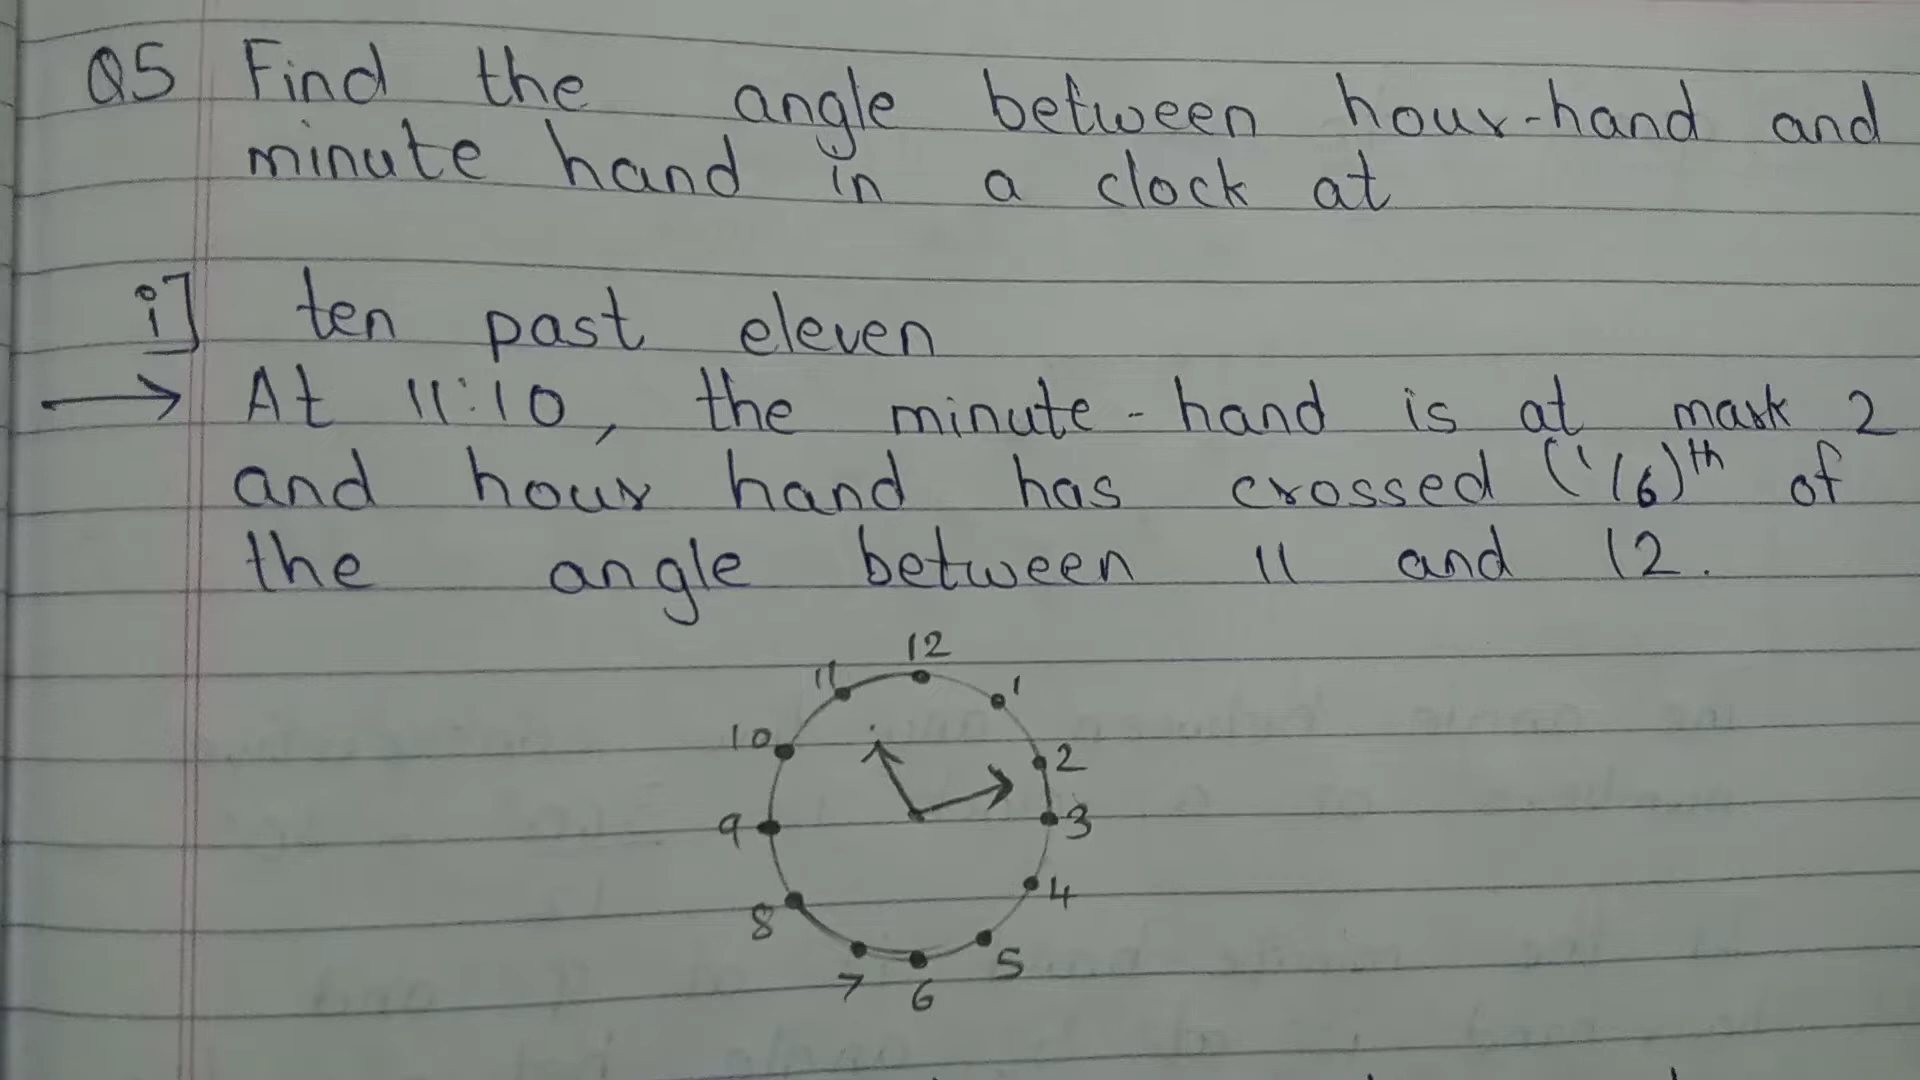 Q5 Find the angle between hour-hand and
minute hand in a clock at
i] ten past eleven
→ At 11:10, the minute-hand is at mark 2
and hour hand has crossed (1/6)th of
the angle between 11 and 12.
12
11 1
10 2
9 3
8 4
7 6 5